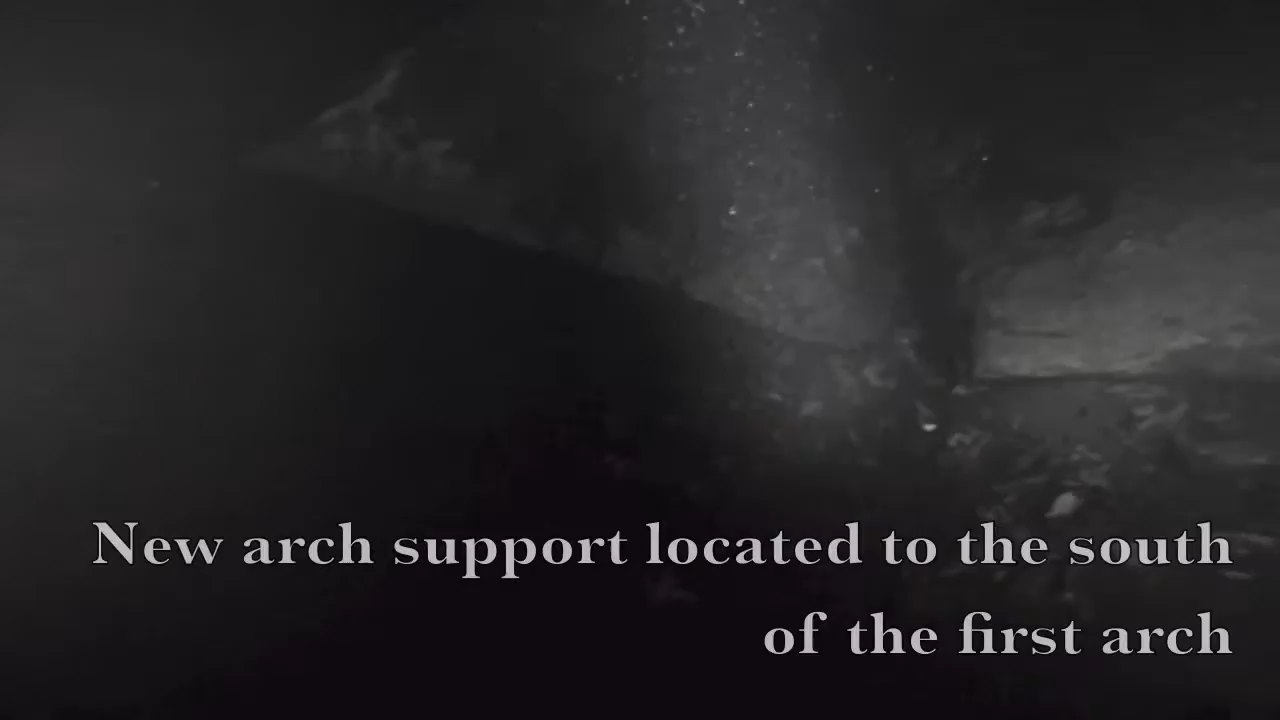 New arch support located to the south
of the first arch